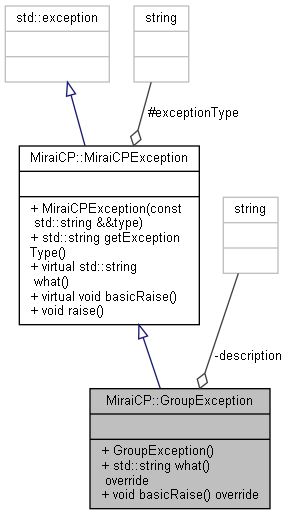 std::exception
string
#exceptionType
MiraiCP::MiraiCPException
+ MiraiCPException(const
std::string &&type)
+ std::string getException
Type()
+ virtual std::string
what()
+ virtual void basicRaise()
+ void raise()
string
-description
MiraiCP::GroupException
+ GroupException()
+ std::string what()
override
+ void basicRaise() override